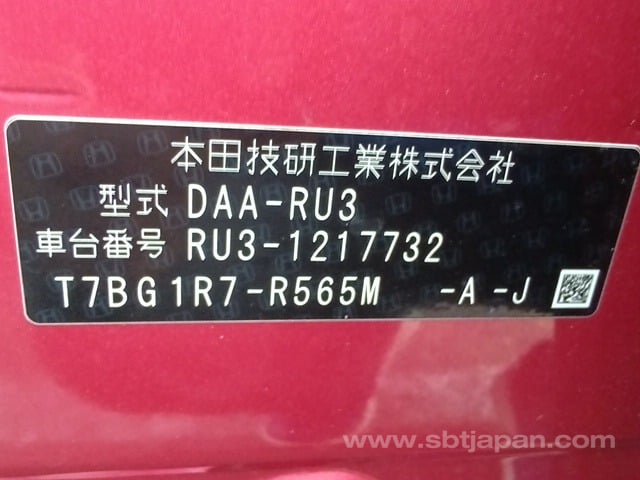 本田技研工業株式会社
型式 DAA-RU3
車台番号 RU3-1217732
T7BG1R7-R565M -A -J
www.sbtjapan.com